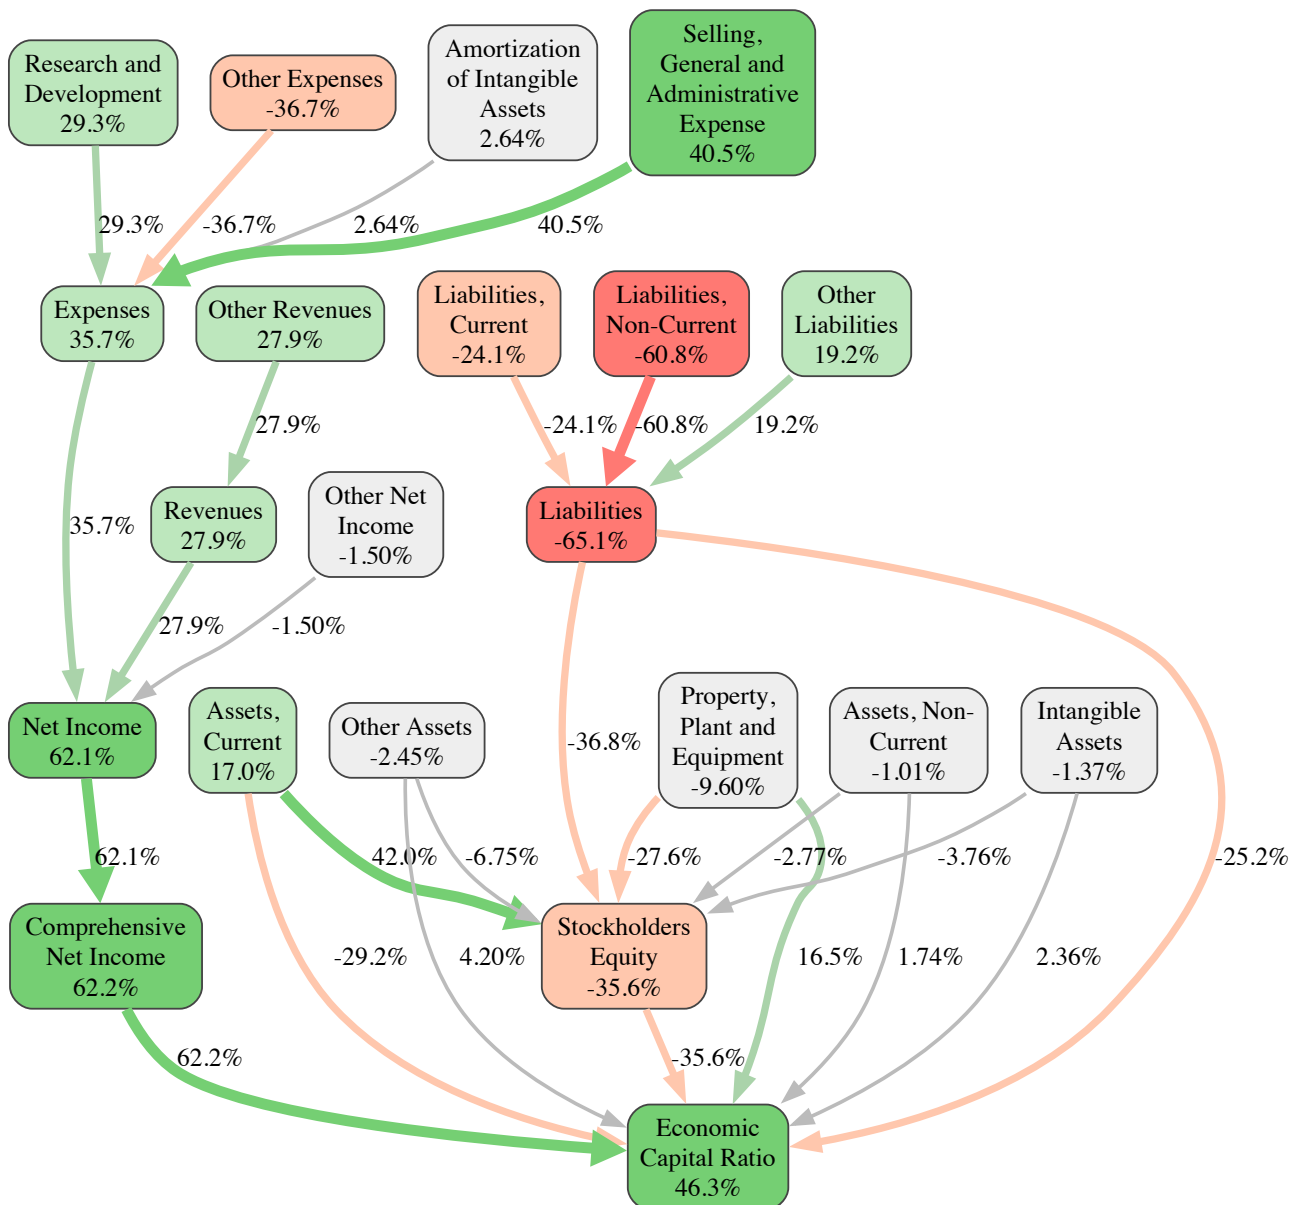 Research and
Development
29.3%
Other Expenses
-36.7%
Amortization
of Intangible
Assets
2.64%
Selling,
General and
Administrative
Expense
40.5%
29.3%
-36.7%
2.64%
40.5%
Expenses
35.7%
Other Revenues
27.9%
Liabilities,
Current
-24.1%
Liabilities,
Non-Current
-60.8%
Other
Liabilities
19.2%
27.9%
-24.1%
-60.8%
19.2%
35.7%
Revenues
27.9%
Other Net
Income
-1.50%
Liabilities
-65.1%
27.9%
-1.50%
Net Income
62.1%
Assets,
Current
17.0%
Other Assets
-2.45%
-36.8%
Property,
Plant and
Equipment
-9.60%
Assets, Non-
Current
-1.01%
Intangible
Assets
-1.37%
62.1%
42.0%
-6.75%
-27.6%
-2.77%
-3.76%
-25.2%
Comprehensive
Net Income
62.2%
-29.2%
4.20%
Stockholders
Equity
-35.6%
16.5%
1.74%
2.36%
62.2%
-35.6%
Economic
Capital Ratio
46.3%